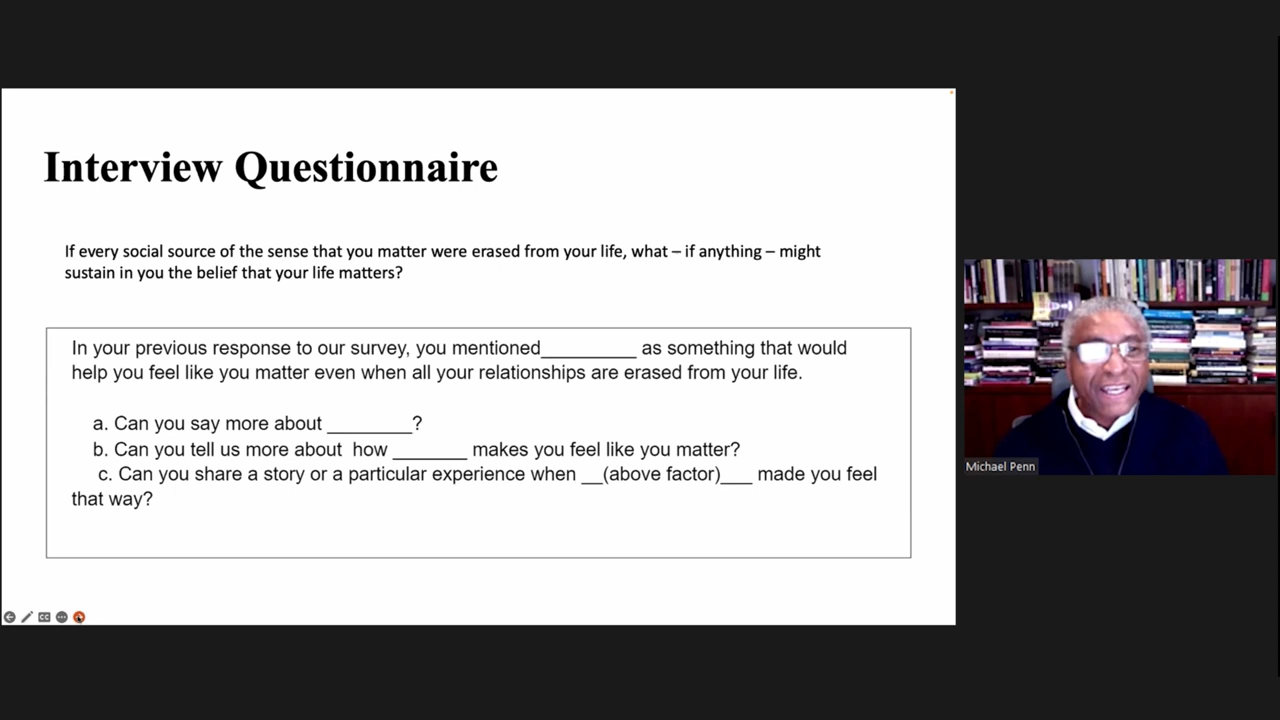 Interview Questionnaire
If every social source of the sense that you matter were erased from your life, what – if anything – might
sustain in you the belief that your life matters?
In your previous response to our survey, you mentioned_________ as something that would
help you feel like you matter even when all your relationships are erased from your life.
a. Can you say more about ________?
b. Can you tell us more about  how _______ makes you feel like you matter?
c. Can you share a story or a particular experience when __(above factor)___ made you feel
that way?
CC
Michael Penn